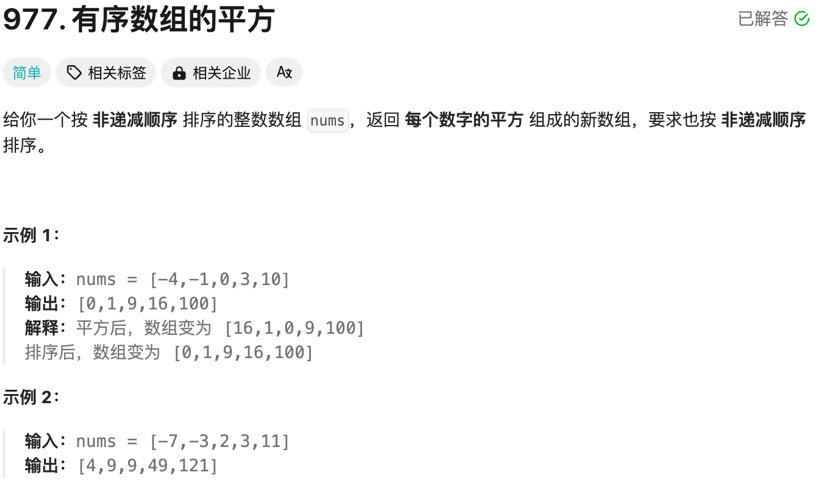 977. 有序数组的平方
已解答
简单 相关标签 相关企业 Aא
给你一个按 非递减顺序 排序的整数数组 nums，返回 每个数字的平方 组成的新数组，要求也按 非递减顺序
排序。
示例 1：
输入：nums = [-4,-1,0,3,10]
输出：[0,1,9,16,100]
解释：平方后，数组变为 [16,1,0,9,100]
排序后，数组变为 [0,1,9,16,100]
示例 2：
输入：nums = [-7,-3,2,3,11]
输出：[4,9,9,49,121]